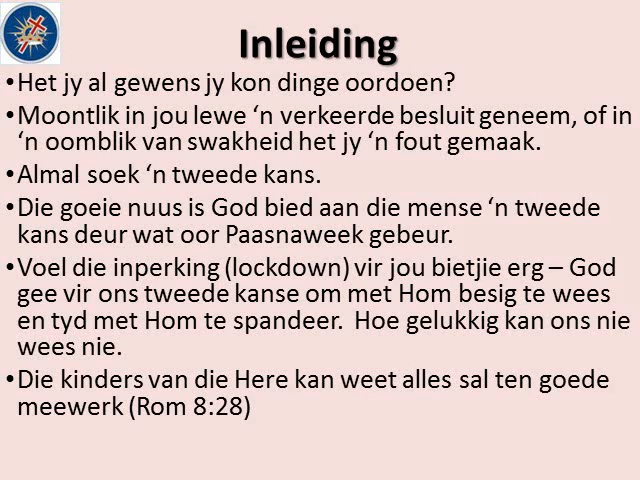 Inleiding
•Het jy al gewens jy kon dinge oordoen?
•Moontlik in jou lewe ‘n verkeerde besluit geneem, of in
‘n oomblik van swakheid het jy ‘n fout gemaak.
•Almal soek ‘n tweede kans.
•Die goeie nuus is God bied aan die mense ‘n tweede
kans deur wat oor Paasnaweek gebeur.
•Voel die inperking (lockdown) vir jou bietjie erg – God
gee vir ons tweede kanse om met Hom besig te wees
en tyd met Hom te spandeer.  Hoe gelukkig kan ons nie
wees nie.
•Die kinders van die Here kan weet alles sal ten goede
meewerk (Rom 8:28)